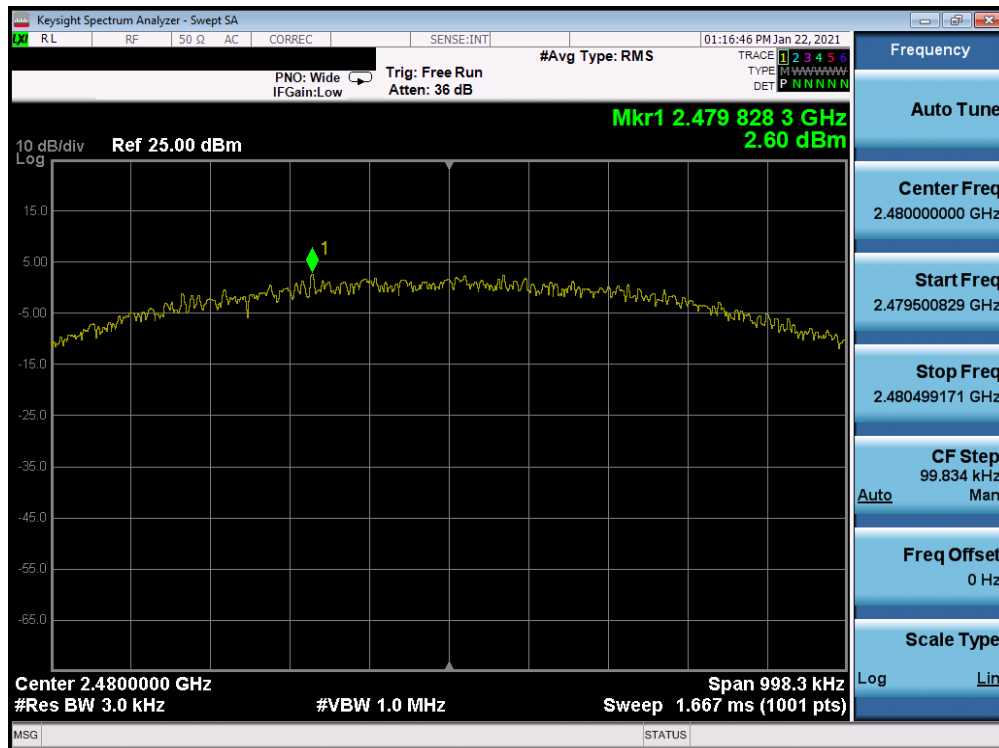 Keysight Spectrum Analyzer - Swept SA
LXI RL RF 50 Ω AC CORREC SENSE:INT 01:16:46 PM Jan 22, 2021
#Avg Type: RMS TRACE 1 2 3 4 5 6
PNO: Wide Trig: Free Run TYPE M WWWWW
IFGain:Low Atten: 36 dB DET P N N N N N
Mkr1 2.479 828 3 GHz
2.60 dBm
10 dB/div Ref 25.00 dBm
Log
1
15.0
5.00
-5.00
-15.0
-25.0
-35.0
-45.0
-55.0
-65.0
Center 2.4800000 GHz Span 998.3 kHz
#Res BW 3.0 kHz #VBW 1.0 MHz Sweep 1.667 ms (1001 pts)
MSG STATUS
Frequency
Auto Tune
Center Freq
2.480000000 GHz
Start Freq
2.479500829 GHz
Stop Freq
2.480499171 GHz
CF Step
99.834 kHz
Auto Man
Freq Offset
0 Hz
Scale Type
Log Lin